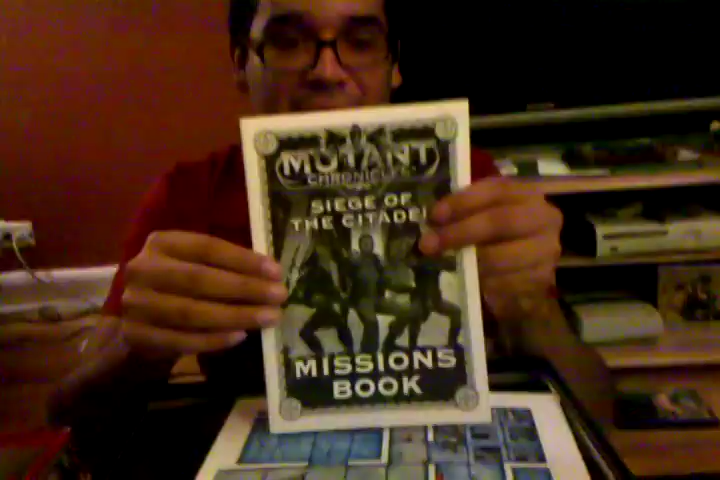 MUTANT
CHRONICLES
SIEGE OF
THE CITADEL
MISSIONS
BOOK